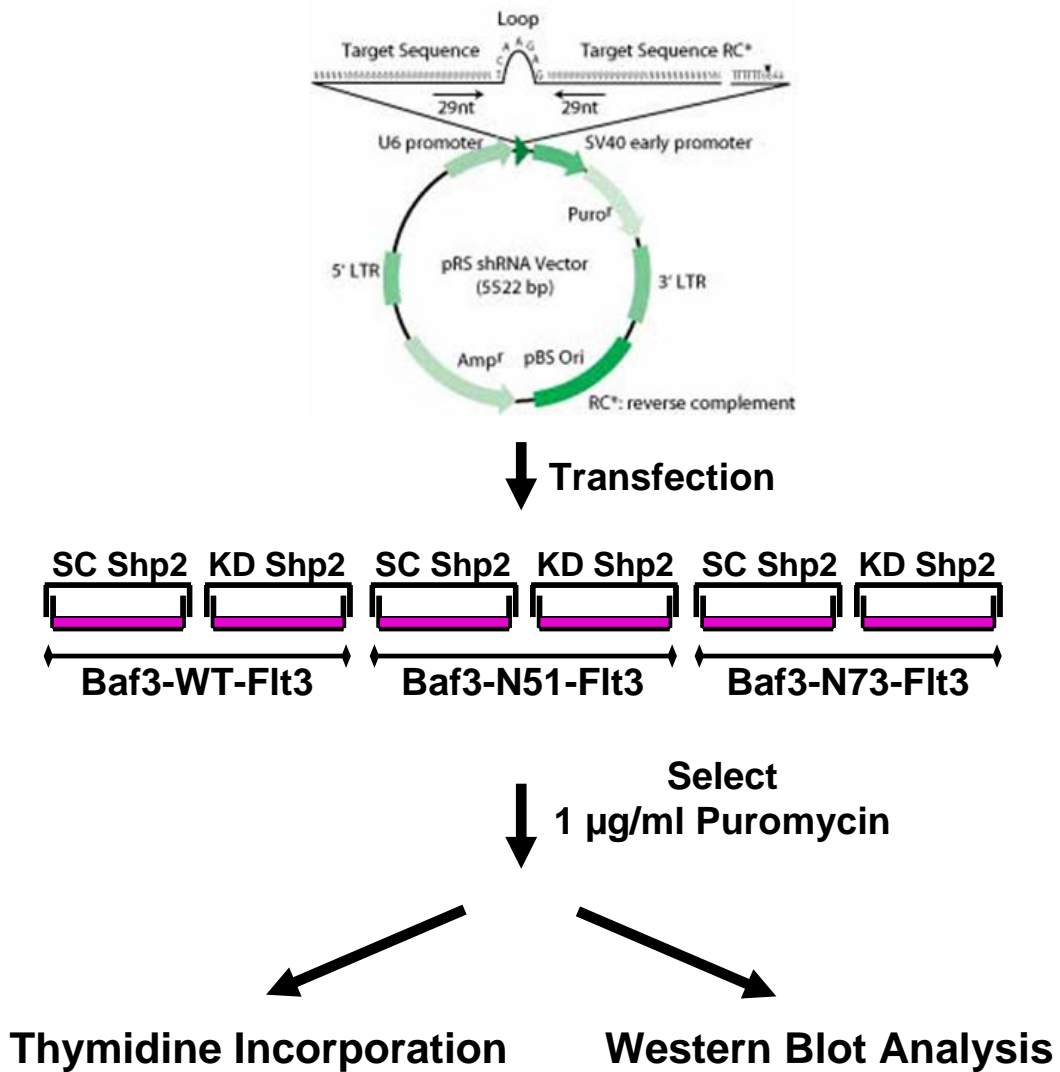 Loop
Target Sequence
T C A A G A G
Target Sequence RC*
TTTTT
29nt
29nt
U6 promoter
SV40 early promoter
Puroʳ
5' LTR
pRS shRNA Vector
(5522 bp)
3' LTR
Ampʳ
pBS Ori
RC*: reverse complement
Transfection
SC Shp2 KD Shp2 SC Shp2 KD Shp2 SC Shp2 KD Shp2
Baf3-WT-Flt3 Baf3-N51-Flt3 Baf3-N73-Flt3
Select
1 µg/ml Puromycin
Thymidine Incorporation Western Blot Analysis